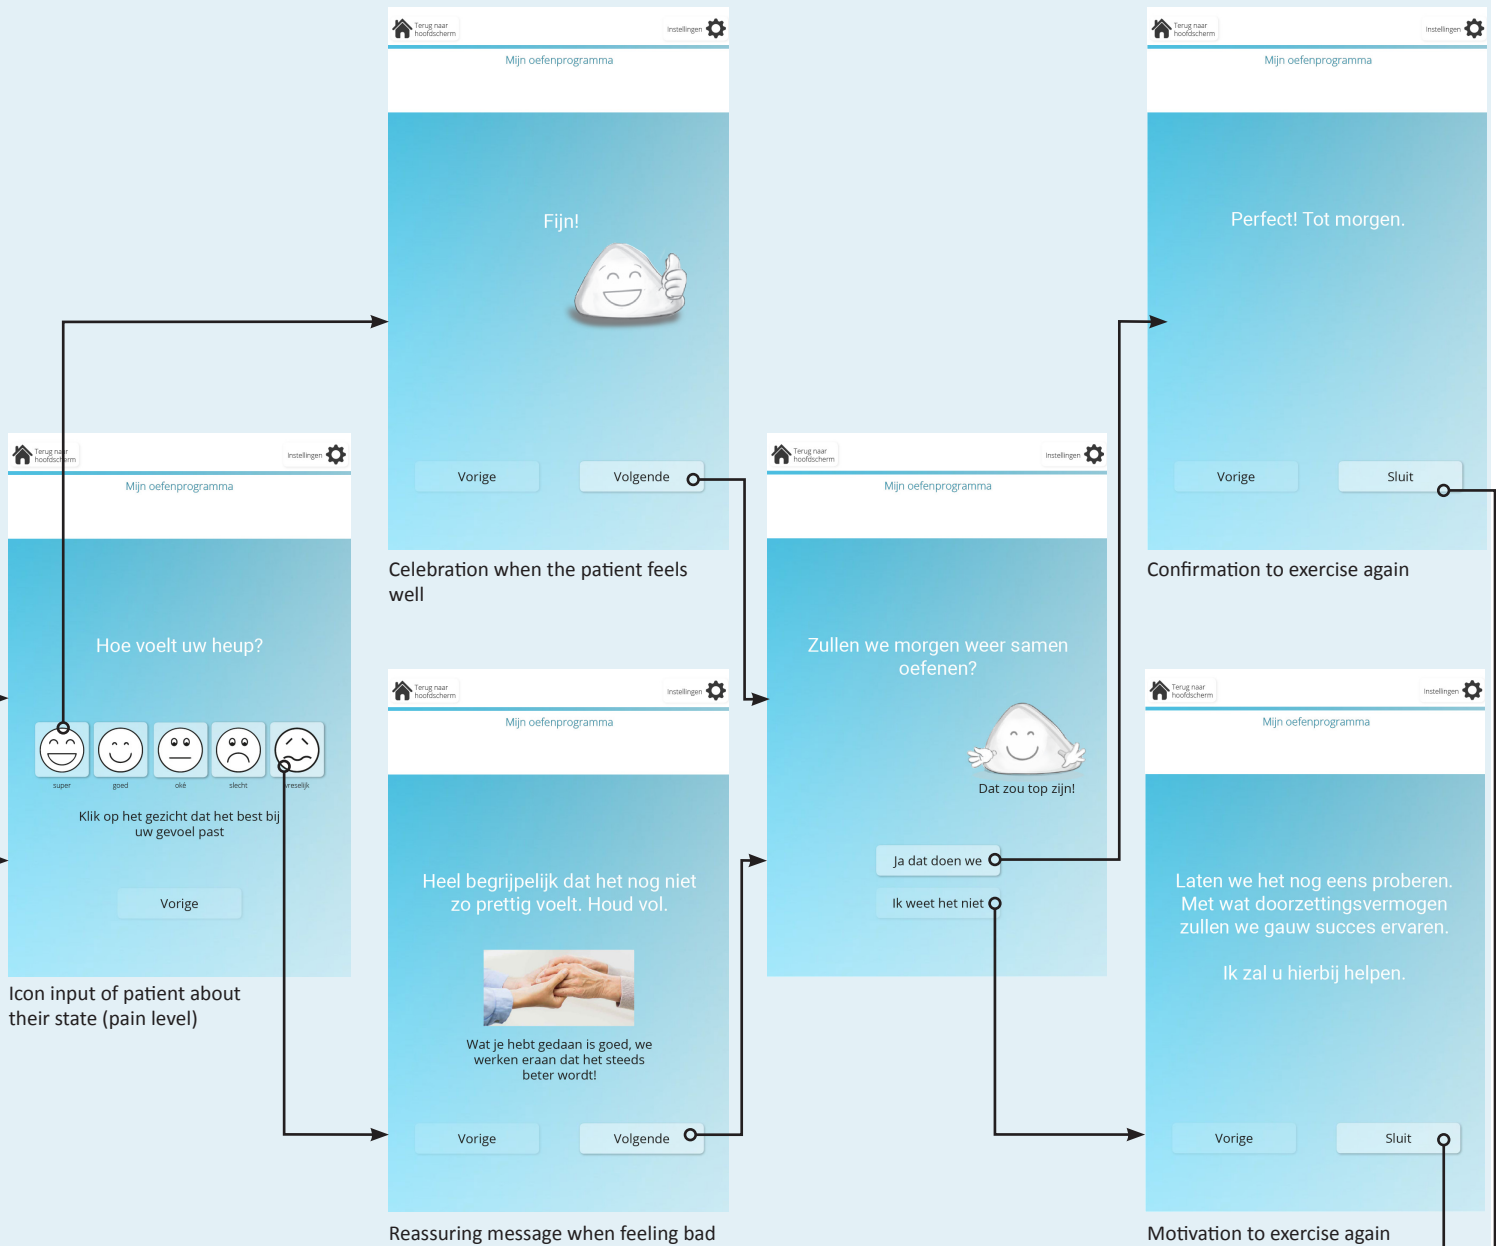 Terug naar
hoofdscherm
Instellingen
Mijn oefenprogramma
Hoe voelt uw heup?
super
goed
oké
slecht
vreselijk
Klik op het gezicht dat het best bij
uw gevoel past
Vorige
Icon input of patient about
their state (pain level)
Terug naar
hoofdscherm
Instellingen
Mijn oefenprogramma
Fijn!
Vorige
Volgende
Celebration when the patient feels
well
Terug naar
hoofdscherm
Instellingen
Mijn oefenprogramma
Heel begrijpelijk dat het nog niet
zo prettig voelt. Houd vol.
Wat je hebt gedaan is goed, we
werken eraan dat het steeds
beter wordt!
Vorige
Volgende
Reassuring message when feeling bad
Terug naar
hoofdscherm
Instellingen
Mijn oefenprogramma
Zullen we morgen weer samen
oefenen?
Dat zou top zijn!
Ja dat doen we
Ik weet het niet
Terug naar
hoofdscherm
Instellingen
Mijn oefenprogramma
Perfect! Tot morgen.
Vorige
Sluit
Confirmation to exercise again
Terug naar
hoofdscherm
Instellingen
Mijn oefenprogramma
Laten we het nog eens proberen.
Met wat doorzettingsvermogen
zullen we gauw succes ervaren.
Ik zal u hierbij helpen.
Vorige
Sluit
Motivation to exercise again